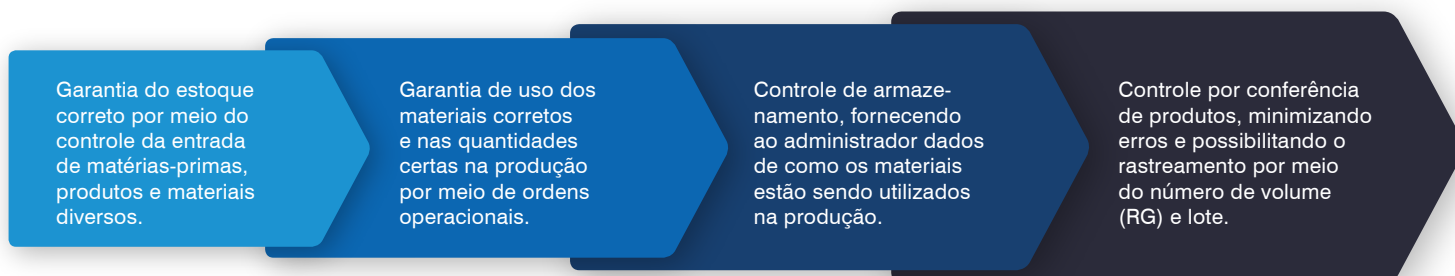 Garantia do estoque
correto por meio do
controle da entrada
de matérias-primas,
produtos e materiais
diversos.
Garantia de uso dos
materiais corretos
e nas quantidades
certas na produção
por meio de ordens
operacionais.
Controle de armaze-
namento, fornecendo
ao administrador dados
de como os materiais
estão sendo utilizados
na produção.
Controle por conferência
de produtos, minimizando
erros e possibilitando o
rastreamento por meio
do número de volume
(RG) e lote.